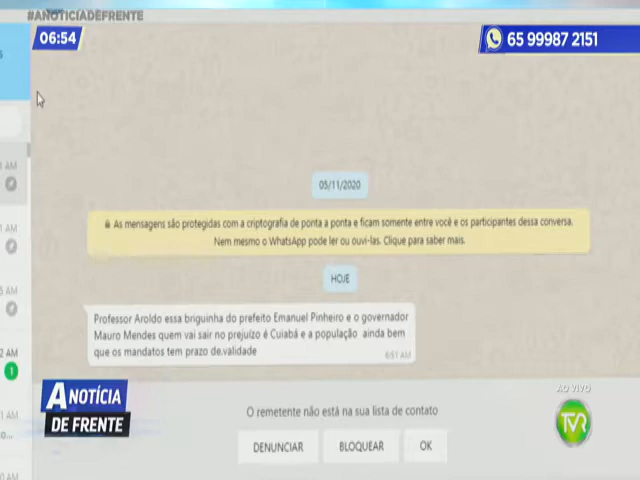 #ANOTICIADEFRENTE
06:54
65 99987 2151
05/11/2020
As mensagens são protegidas com a criptografia de ponta a ponta e ficam somente entre você e os participantes dessa conversa.
Nem mesmo o WhatsApp pode ler ou ouvi-las. Clique para saber mais.
HOJE
Professor Aroldo essa briguinha do prefeito Emanuel Pinheiro e o governador
Mauro Mendes quem vai sair no prejuízo é Cuiabá e a população ainda bem
que os mandatos tem prazo de.validade
6:51 AM
A NOTÍCIA
DE FRENTE
AO VIVO
TVR
O remetente não está na sua lista de contato
DENUNCIAR BLOQUEAR OK